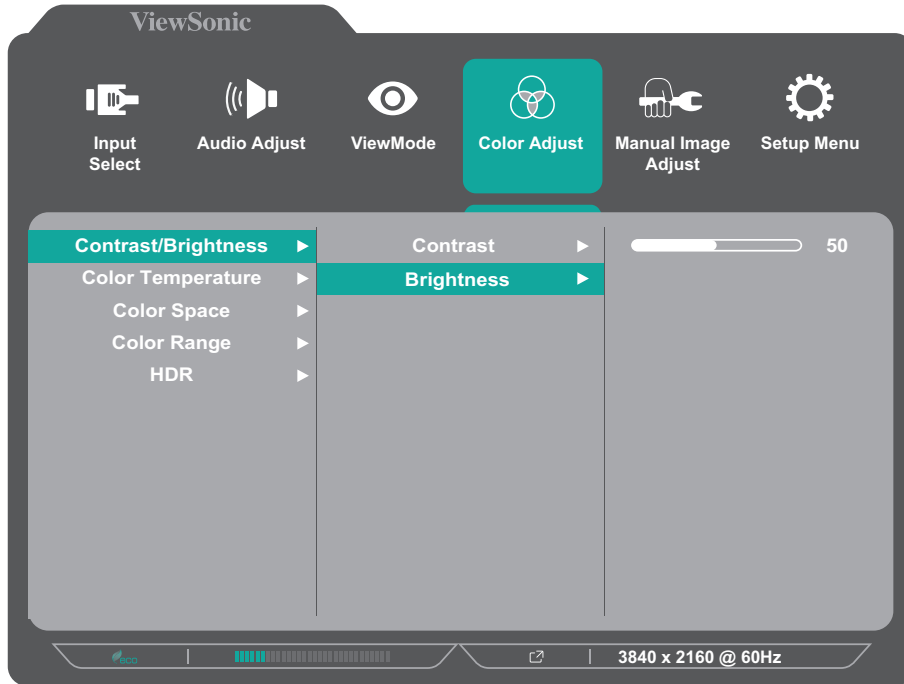 ViewSonic
Input Select
Audio Adjust
ViewMode
Color Adjust
Manual Image Adjust
Setup Menu
Contrast/Brightness
Contrast
50
Color Temperature
Brightness
Color Space
Color Range
HDR
eco
3840 x 2160 @ 60Hz